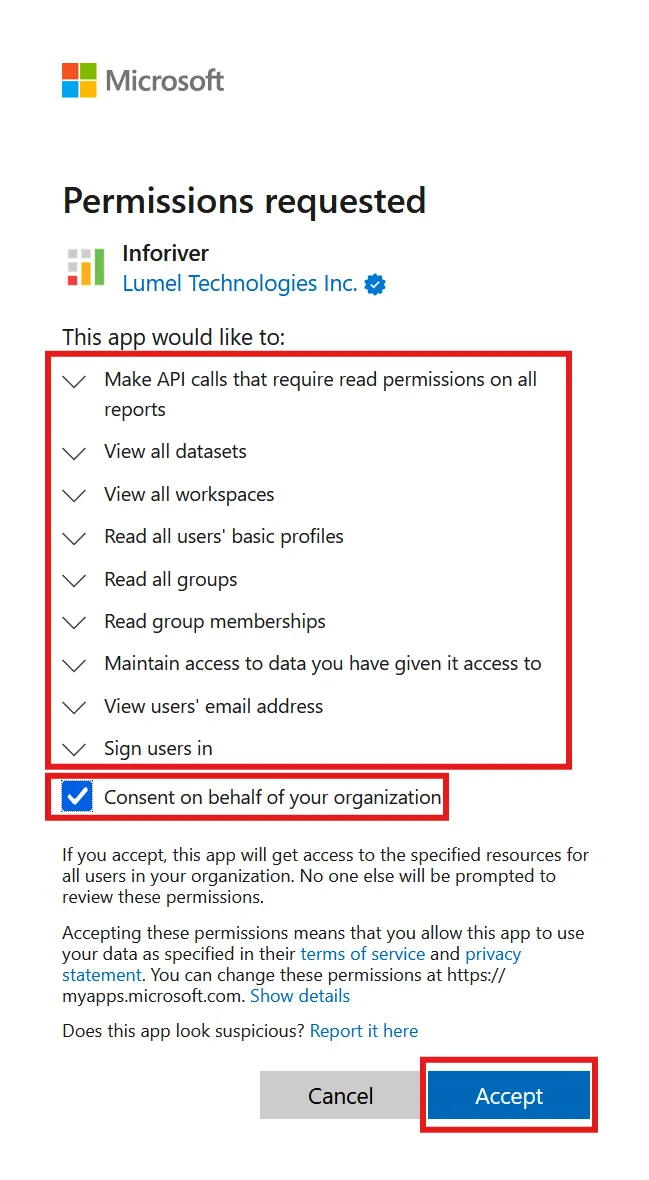 Microsoft
Permissions requested
Inforiver
Lumel Technologies Inc.
This app would like to:
Make API calls that require read permissions on all
reports
View all datasets
View all workspaces
Read all users' basic profiles
Read all groups
Read group memberships
Maintain access to data you have given it access to
View users' email address
Sign users in
Consent on behalf of your organization
If you accept, this app will get access to the specified resources for
all users in your organization. No one else will be prompted to
review these permissions.
Accepting these permissions means that you allow this app to use
your data as specified in their terms of service and privacy
statement. You can change these permissions at https://
myapps.microsoft.com. Show details
Does this app look suspicious? Report it here
Cancel
Accept